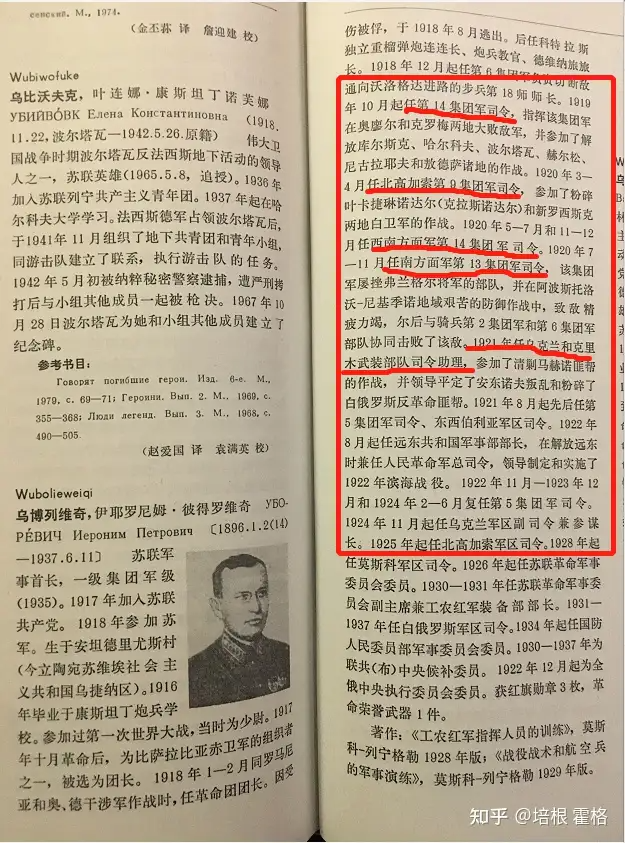 сенский. М., 1974.
(金丕菻 译 詹迎建 校)
Wubiwofuke
乌比沃夫克, 叶连娜·康斯坦丁诺芙娜
УБИЙВО́ВК Елена Константиновна (1918.
11.22,波尔塔瓦—1942.5.26.原籍) 伟大卫
国战争时期波尔塔瓦反法西斯地下活动的领导
人之一, 苏联英雄(1965.5.8, 追授)。1936年
加入苏联列宁共产主义青年团。1937年起在哈
尔科夫大学学习。法西斯德军占领波尔塔瓦后,
于1941年11月组织了地下共青团和青年小组,
同游击队建立了联系, 执行游击队的任务。
1942年5月初被纳粹秘密警察逮捕, 遭严刑拷
打后与小组其他成员一起被枪决。1967年10
月28日波尔塔瓦为她和小组其他成员建立了
纪念碑。
参考书目:
Говорят погибшие герои. Изд. 6-е. М.,
1979, с. 69—71; Героини. Вып. 2. М., 1969, с.
355—368; Люди легенд. Вып. 3. М., 1968, с.
490—505.
(赵爱国 译 袁满英 校)
Wubolieweiqi
乌博列维奇, 伊耶罗尼姆·彼得罗维奇 УБО-
РЕ́ВИЧ Иероним Петрович 〔1896.1.2(14)
—1937.6.11〕 苏联军
事首长, 一级集团军级
(1935)。1917年加入苏联
共产党。1918年参加苏
军。生于安坦德里尤斯村
(今立陶宛苏维埃社会主
义共和国乌捷纳区)。1916
年毕业于康斯坦丁炮兵学
校。参加过第一次世界大战, 当时为少尉。1917
年十月革命后, 为比萨拉比亚赤卫军的组织者
之一, 被选为团长。1918年1—2月同罗马尼
亚和奥、德干涉军作战时, 任革命团团长。因受
伤被俘, 于1918年8月逃出。后任科特拉斯
独立重榴弹炮连连长、炮兵教官、德维纳旅旅
长。1918年12月起任第6集团军负责切断敌
通向沃洛格达进路的步兵第18师师长。1919
年10月起任第14集团军司令, 指挥该集团军
在奥廖尔和克罗梅两地大败敌军, 并参加了解
放库尔斯克、哈尔科夫、波尔塔瓦、赫尔松、
尼古拉耶夫和敖德萨诸地的作战。1920年3—
4月任北高加索第9集团军司令, 参加了粉碎
叶卡捷琳诺达尔(克拉斯诺达尔)和新罗西斯克
两地白卫军的作战。1920年5—7月和11—12
月任西南方面军第14集团军司令。1920年7
—11月任南方面军第13集团军司令, 该集团
军屡挫弗兰格尔将军的部队, 并在阿波斯托洛
沃-尼基季诺地域艰苦的防御作战中, 致敌精
疲力竭, 尔后与骑兵第2集团军和第6集团军
部队协同击败了该敌。1921年任乌克兰和克里
木武装部队司令助理, 参加了清剿马赫诺匪帮
的作战, 并领导平定了安东诺夫叛乱和粉碎了
白俄罗斯反革命匪帮。1921年8月起先后任第
5集团军司令、东西伯利亚军区司令。1922年
8月起任远东共和国军事部部长, 在解放远东
时兼任人民革命军总司令, 领导制定和实施了
1922年滨海战役。1922年11月—1923年12
月和1924年2—6月复任第5集团军司令。
1924年11月起任乌克兰军区副司令兼参谋
长。1925年起任北高加索军区司令。1928年起
任莫斯科军区司令。1926年起任苏联革命军事
委员会委员。1930—1931年任苏联革命军事委
员会副主席兼工农红军装备部部长。1931—
1937年任白俄罗斯军区司令。1934年起任国防
人民委员部军事委员会委员。1930—1937年为
联共(布)中央候补委员。1922年12月起为全
俄中央执行委员会委员。获红旗勋章3枚, 革
命荣誉武器1件。
著作:《工农红军指挥人员的训练》, 莫斯
科-列宁格勒1928年版;《战役战术和航空兵
的军事演练》, 莫斯科-列宁格勒1929年版。
知乎 @培根 霍格